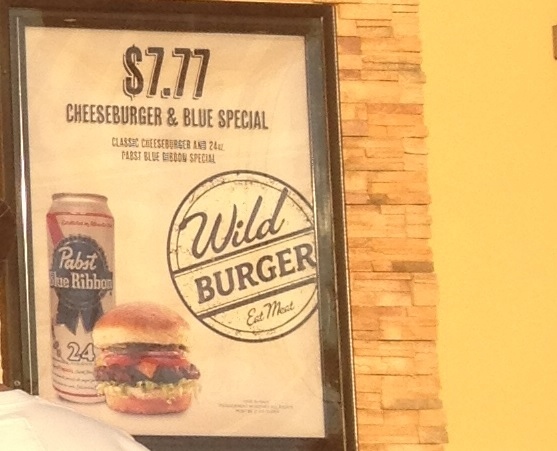 $7.77
CHEESEBURGER & BLUE SPECIAL
CLASSIC CHEESEBURGER AND 24oz.
PABST BLUE RIBBON SPECIAL
Wild
BURGER
Eat Meat
Pabst
Blue Ribbon
24